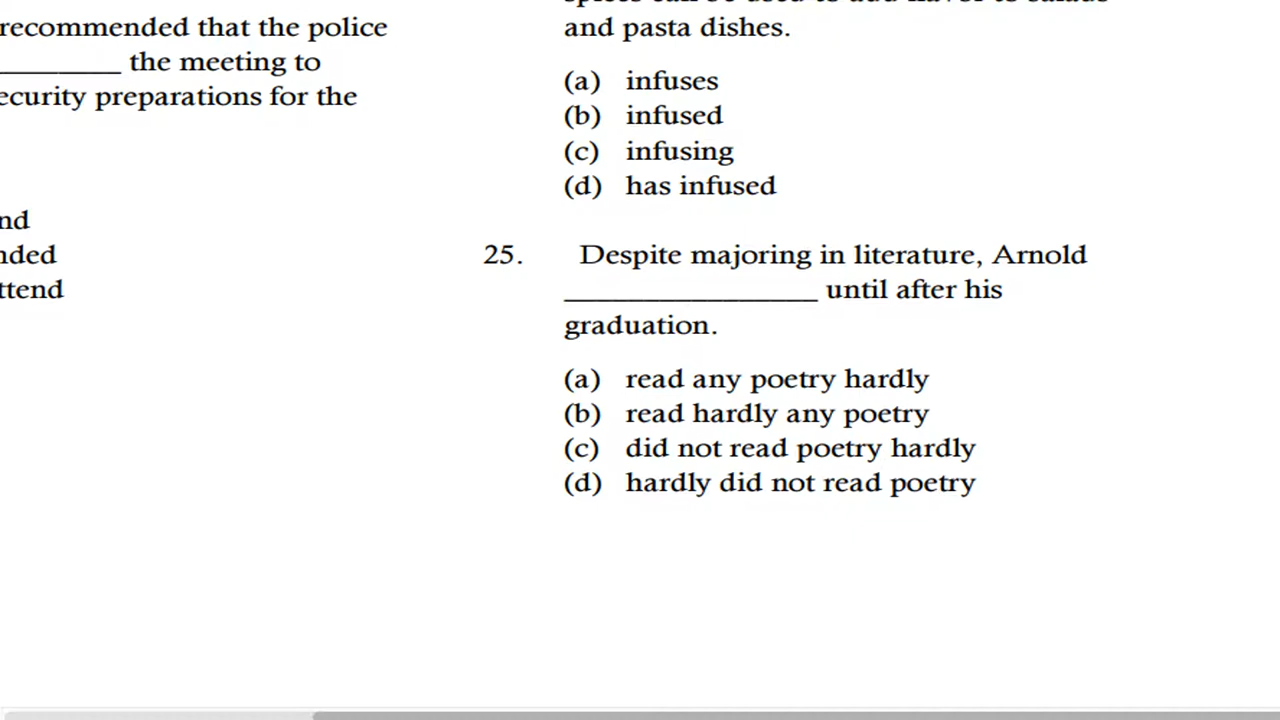 recommended that the police
________ the meeting to
ecurity preparations for the
nd
nded
ttend
and pasta dishes.
(a) infuses
(b) infused
(c) infusing
(d) has infused
25. Despite majoring in literature, Arnold
________________ until after his
graduation.
(a) read any poetry hardly
(b) read hardly any poetry
(c) did not read poetry hardly
(d) hardly did not read poetry